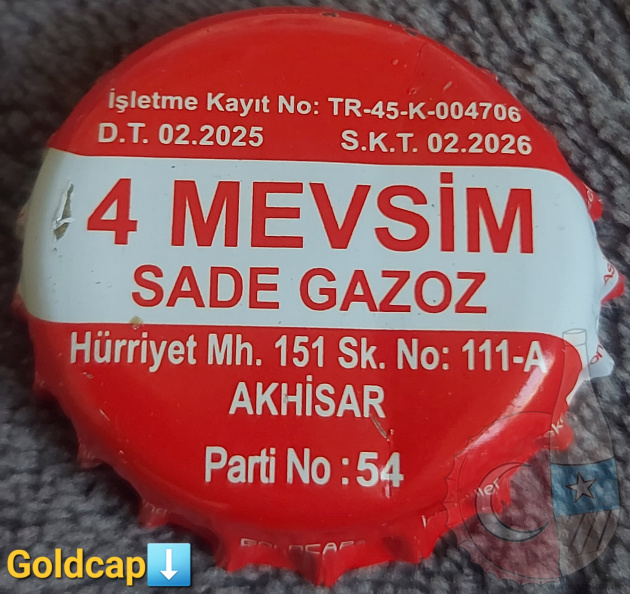 İşletme Kayıt No: TR-45-K-004706
D.T. 02.2025 S.K.T. 02.2026
4 MEVSİM
SADE GAZOZ
Hürriyet Mh. 151 Sk. No: 111-A
AKHİSAR
Parti No : 54
GOLDCAP
Goldcap⬇️